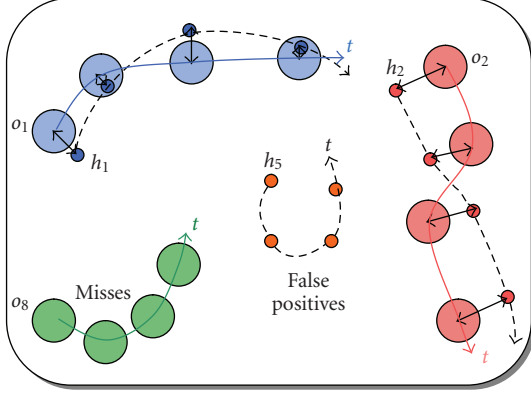 t
h₂
o₂
o₁
h₁
h₅
t
t
o₈
Misses
False
positives
t